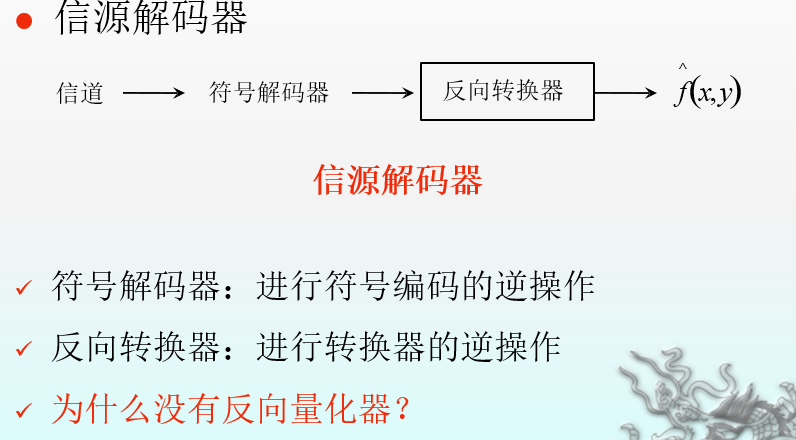 信源解码器
信道 符号解码器 反向转换器 f̂(x,y)
信源解码器
符号解码器：进行符号编码的逆操作
反向转换器：进行转换器的逆操作
为什么没有反向量化器？